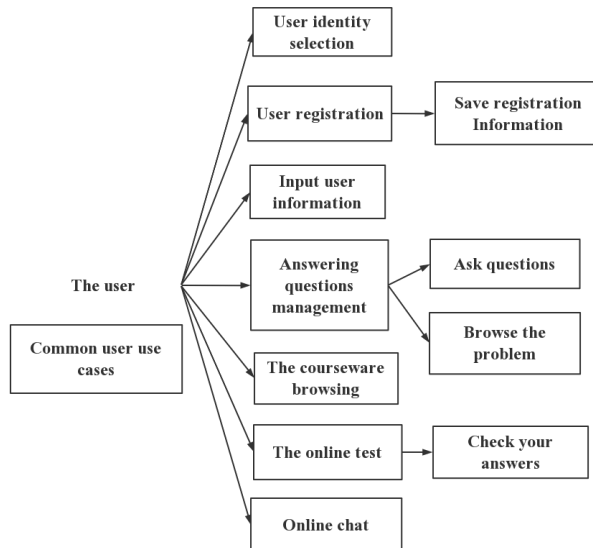 User identity
selection
User registration
Save registration
Information
Input user
information
The user
Answering
questions
management
Ask questions
Browse the
problem
Common user use
cases
The courseware
browsing
The online test
Check your
answers
Online chat